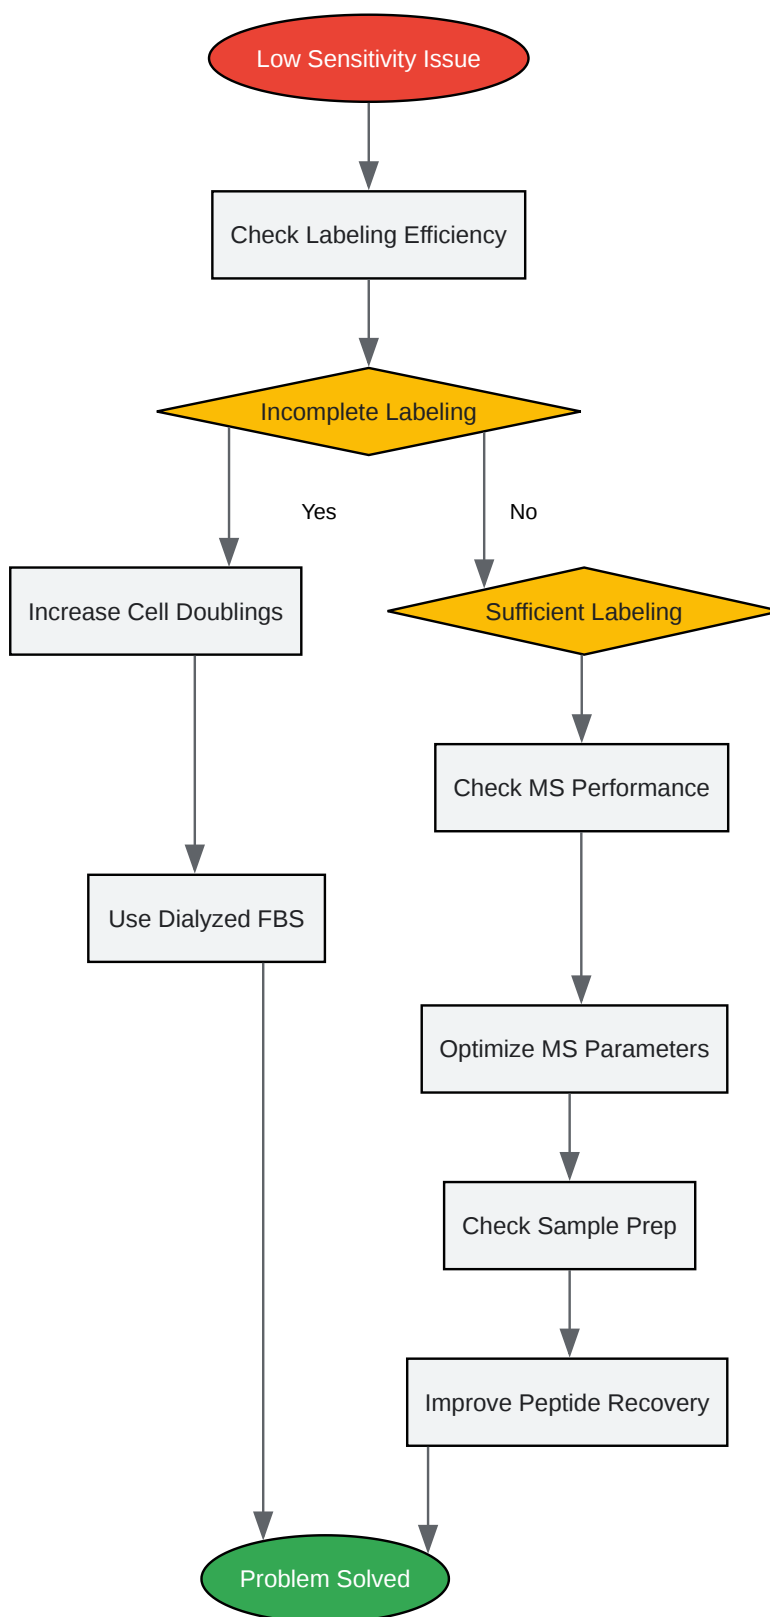 Low Sensitivity Issue
Check Labeling Efficiency
Incomplete Labeling
Yes
No
Increase Cell Doublings
Sufficient Labeling
Check MS Performance
Use Dialyzed FBS
Optimize MS Parameters
Check Sample Prep
Improve Peptide Recovery
Problem Solved